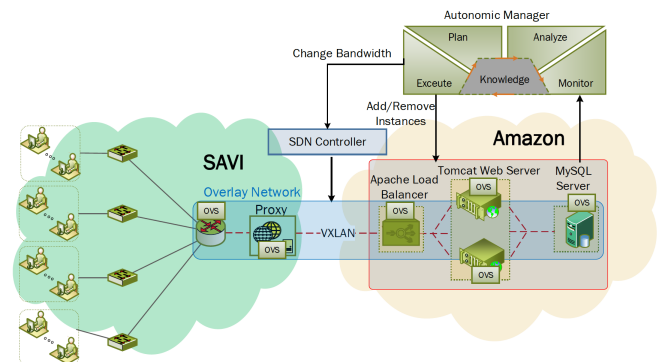 Autonomic Manager
Plan
Analyze
Change Bandwidth
Knowledge
Exceute
Monitor
Add/Remove
Instances
SDN Controller
Amazon
SAVI
Tomcat Web Server
MySQL
Server
Apache Load
Balancer
Overlay Network
OVS
Proxy
OVS
VXLAN
OVS
OVS
OVS
OVS